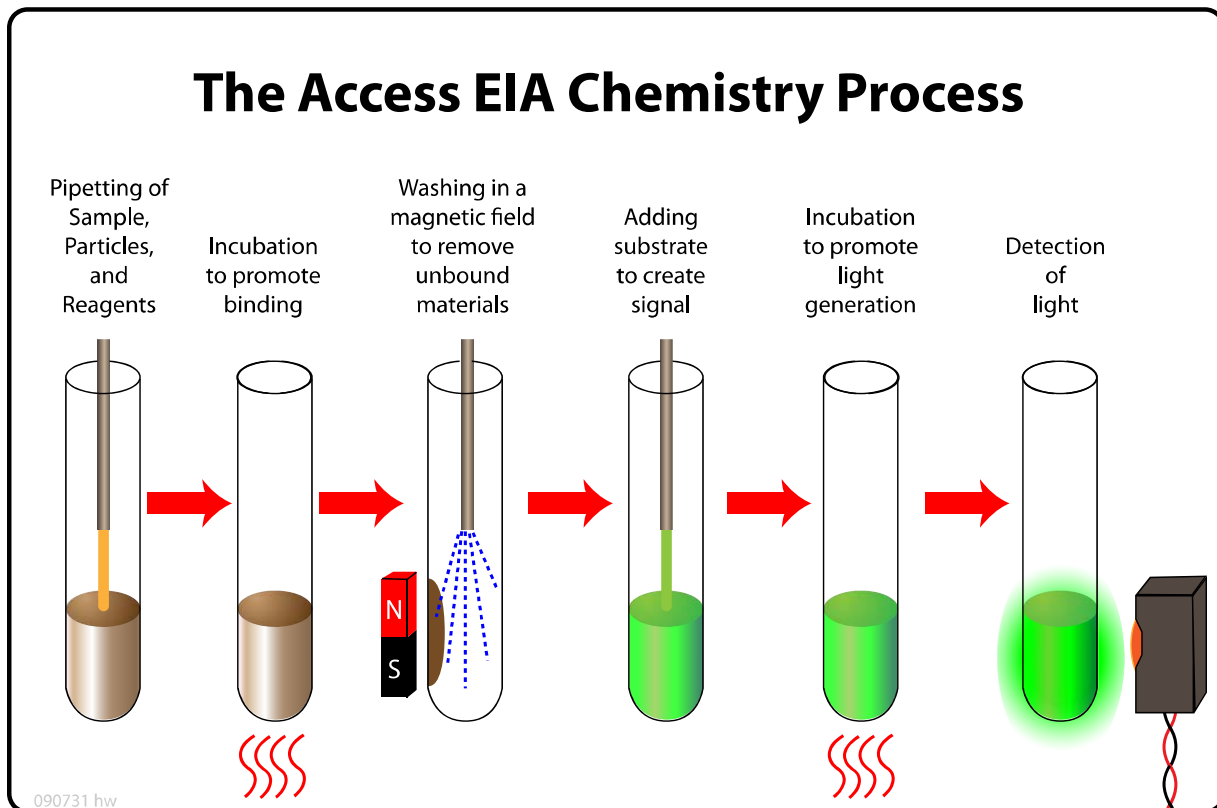 The Access EIA Chemistry Process
Pipetting of
Sample,
Particles,
and
Reagents
Incubation
to promote
binding
Washing in a
magnetic field
to remove
unbound
materials
Adding
substrate
to create
signal
Incubation
to promote
light
generation
Detection
of
light
N
S
090731 hw